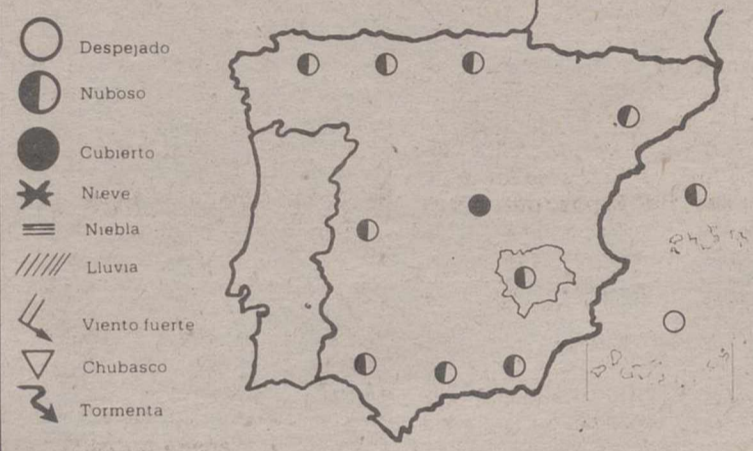 Despejado
Nuboso
Cubierto
Nieve
Niebla
Lluvia
Viento fuerte
Chubasco
Tormenta